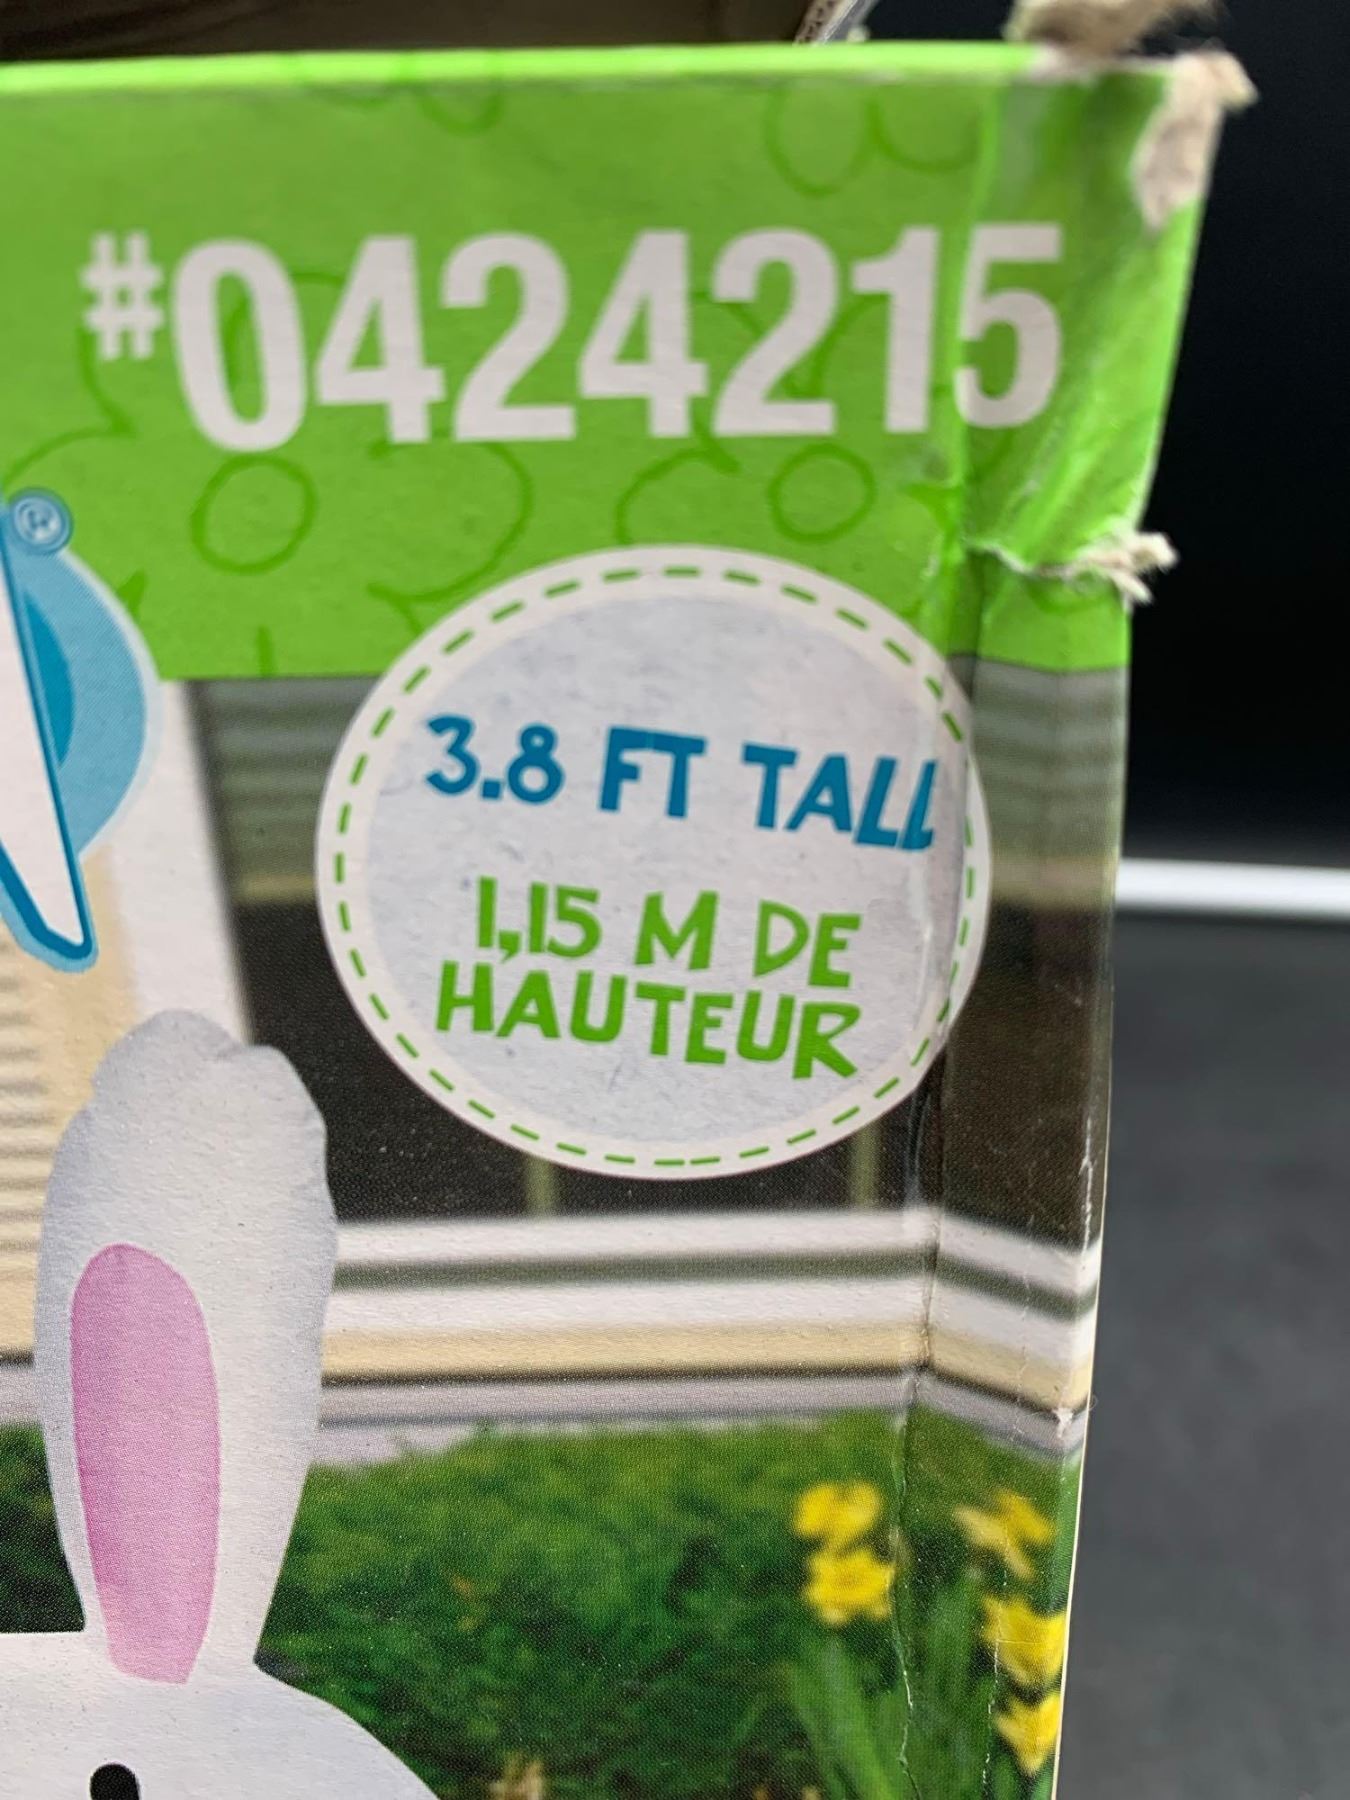 #0424215
®
3.8 FT TALL
1,15 M DE
HAUTEUR